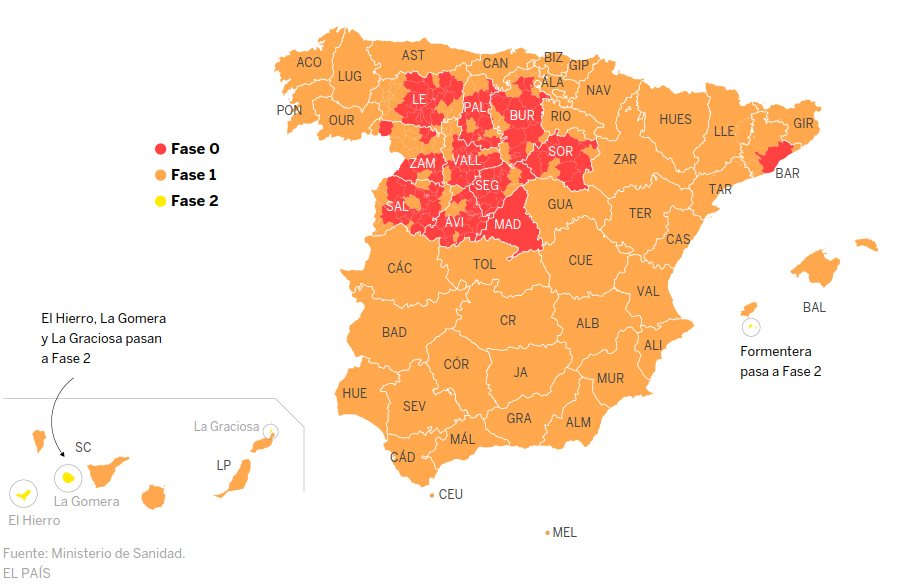 AST
CAN
BIZ
GIP
ACO
LUG
ÁLA
NAV
LE
PAL
PON
OUR
BUR
RIO
HUES
LLE
GIR
Fase 0
Fase 1
Fase 2
ZAM
VALL
SOR
ZAR
BAR
SEG
TAR
SAL
AVI
MAD
GUA
TER
CAS
CÁC
TOL
CUE
VAL
BAL
El Hierro, La Gomera
y La Graciosa pasan
a Fase 2
BAD
CR
ALB
ALI
Formentera
pasa a Fase 2
CÓR
JA
MUR
HUE
SEV
GRA
ALM
MÁL
CÁD
La Graciosa
SC
LP
La Gomera
El Hierro
CEU
MEL
Fuente: Ministerio de Sanidad.
EL PAÍS